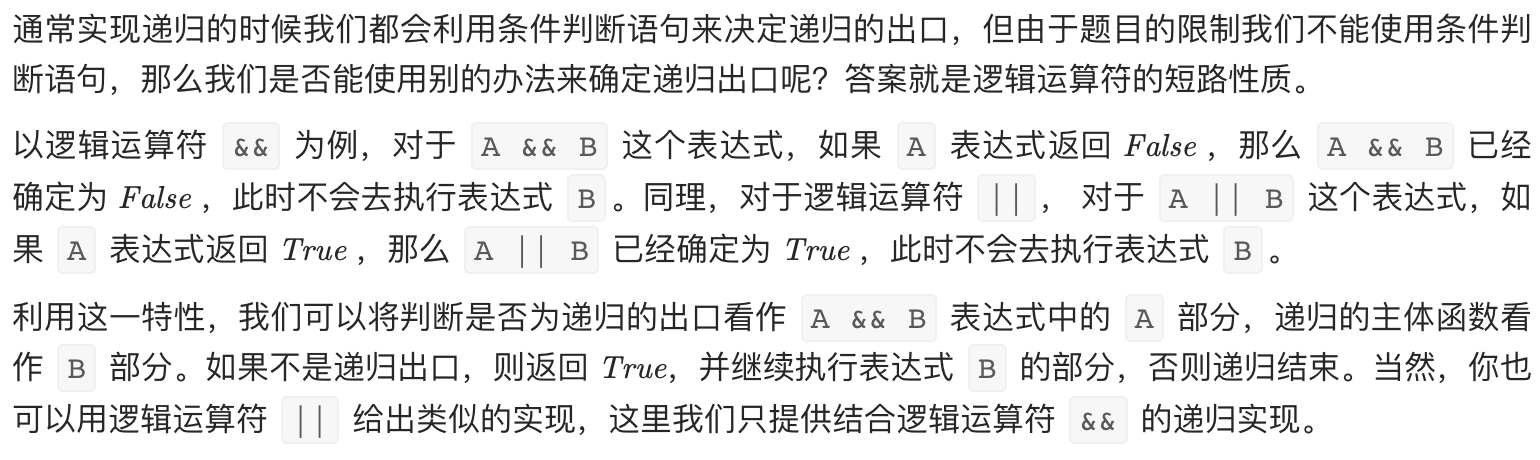 通常实现递归的时候我们都会利用条件判断语句来决定递归的出口，但由于题目的限制我们不能使用条件判
断语句，那么我们是否能使用别的办法来确定递归出口呢？答案就是逻辑运算符的短路性质。
以逻辑运算符 && 为例，对于 A && B 这个表达式，如果 A 表达式返回 False ，那么 A && B 已经
确定为 False ，此时不会去执行表达式 B 。同理，对于逻辑运算符 || ， 对于 A || B 这个表达式，如
果 A 表达式返回 True ，那么 A || B 已经确定为 True ，此时不会去执行表达式 B 。
利用这一特性，我们可以将判断是否为递归的出口看作 A && B 表达式中的 A 部分，递归的主体函数看
作 B 部分。如果不是递归出口，则返回 True，并继续执行表达式 B 的部分，否则递归结束。当然，你也
可以用逻辑运算符 || 给出类似的实现，这里我们只提供结合逻辑运算符 && 的递归实现。